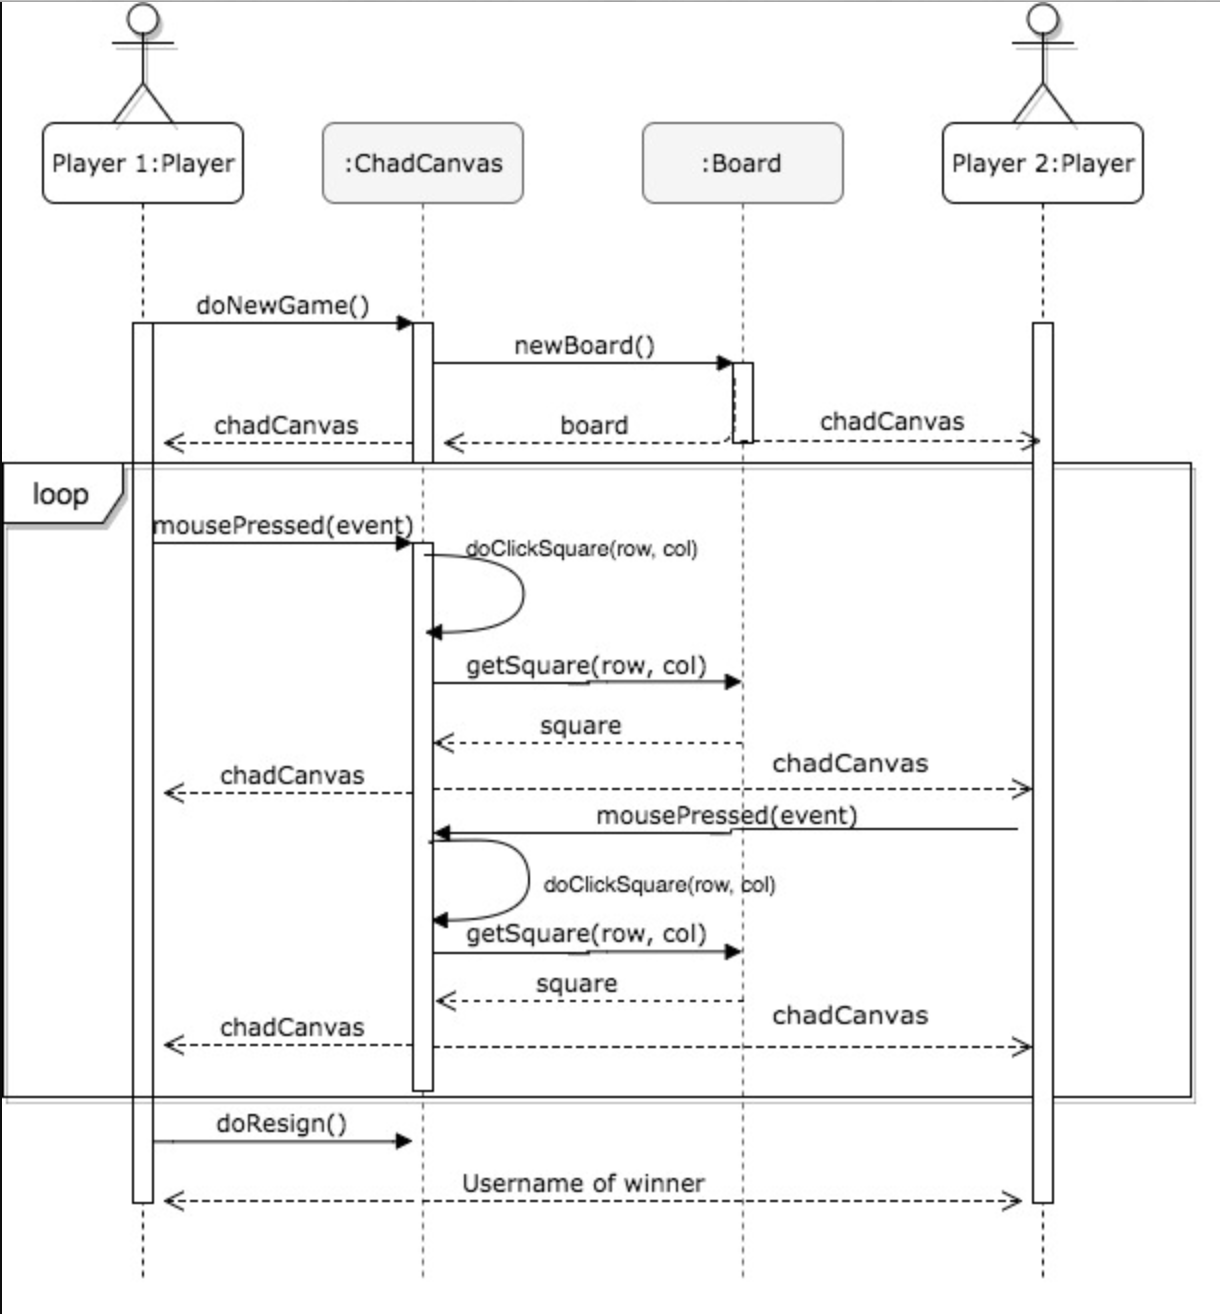 Player 1:Player
:ChadCanvas
:Board
Player 2:Player
doNewGame()
newBoard()
chadCanvas
board
chadCanvas
loop
mousePressed(event)
doClickSquare(row, col)
getSquare(row, col)
square
chadCanvas
chadCanvas
mousePressed(event)
doClickSquare(row, col)
getSquare(row, col)
square
chadCanvas
chadCanvas
doResign()
Username of winner